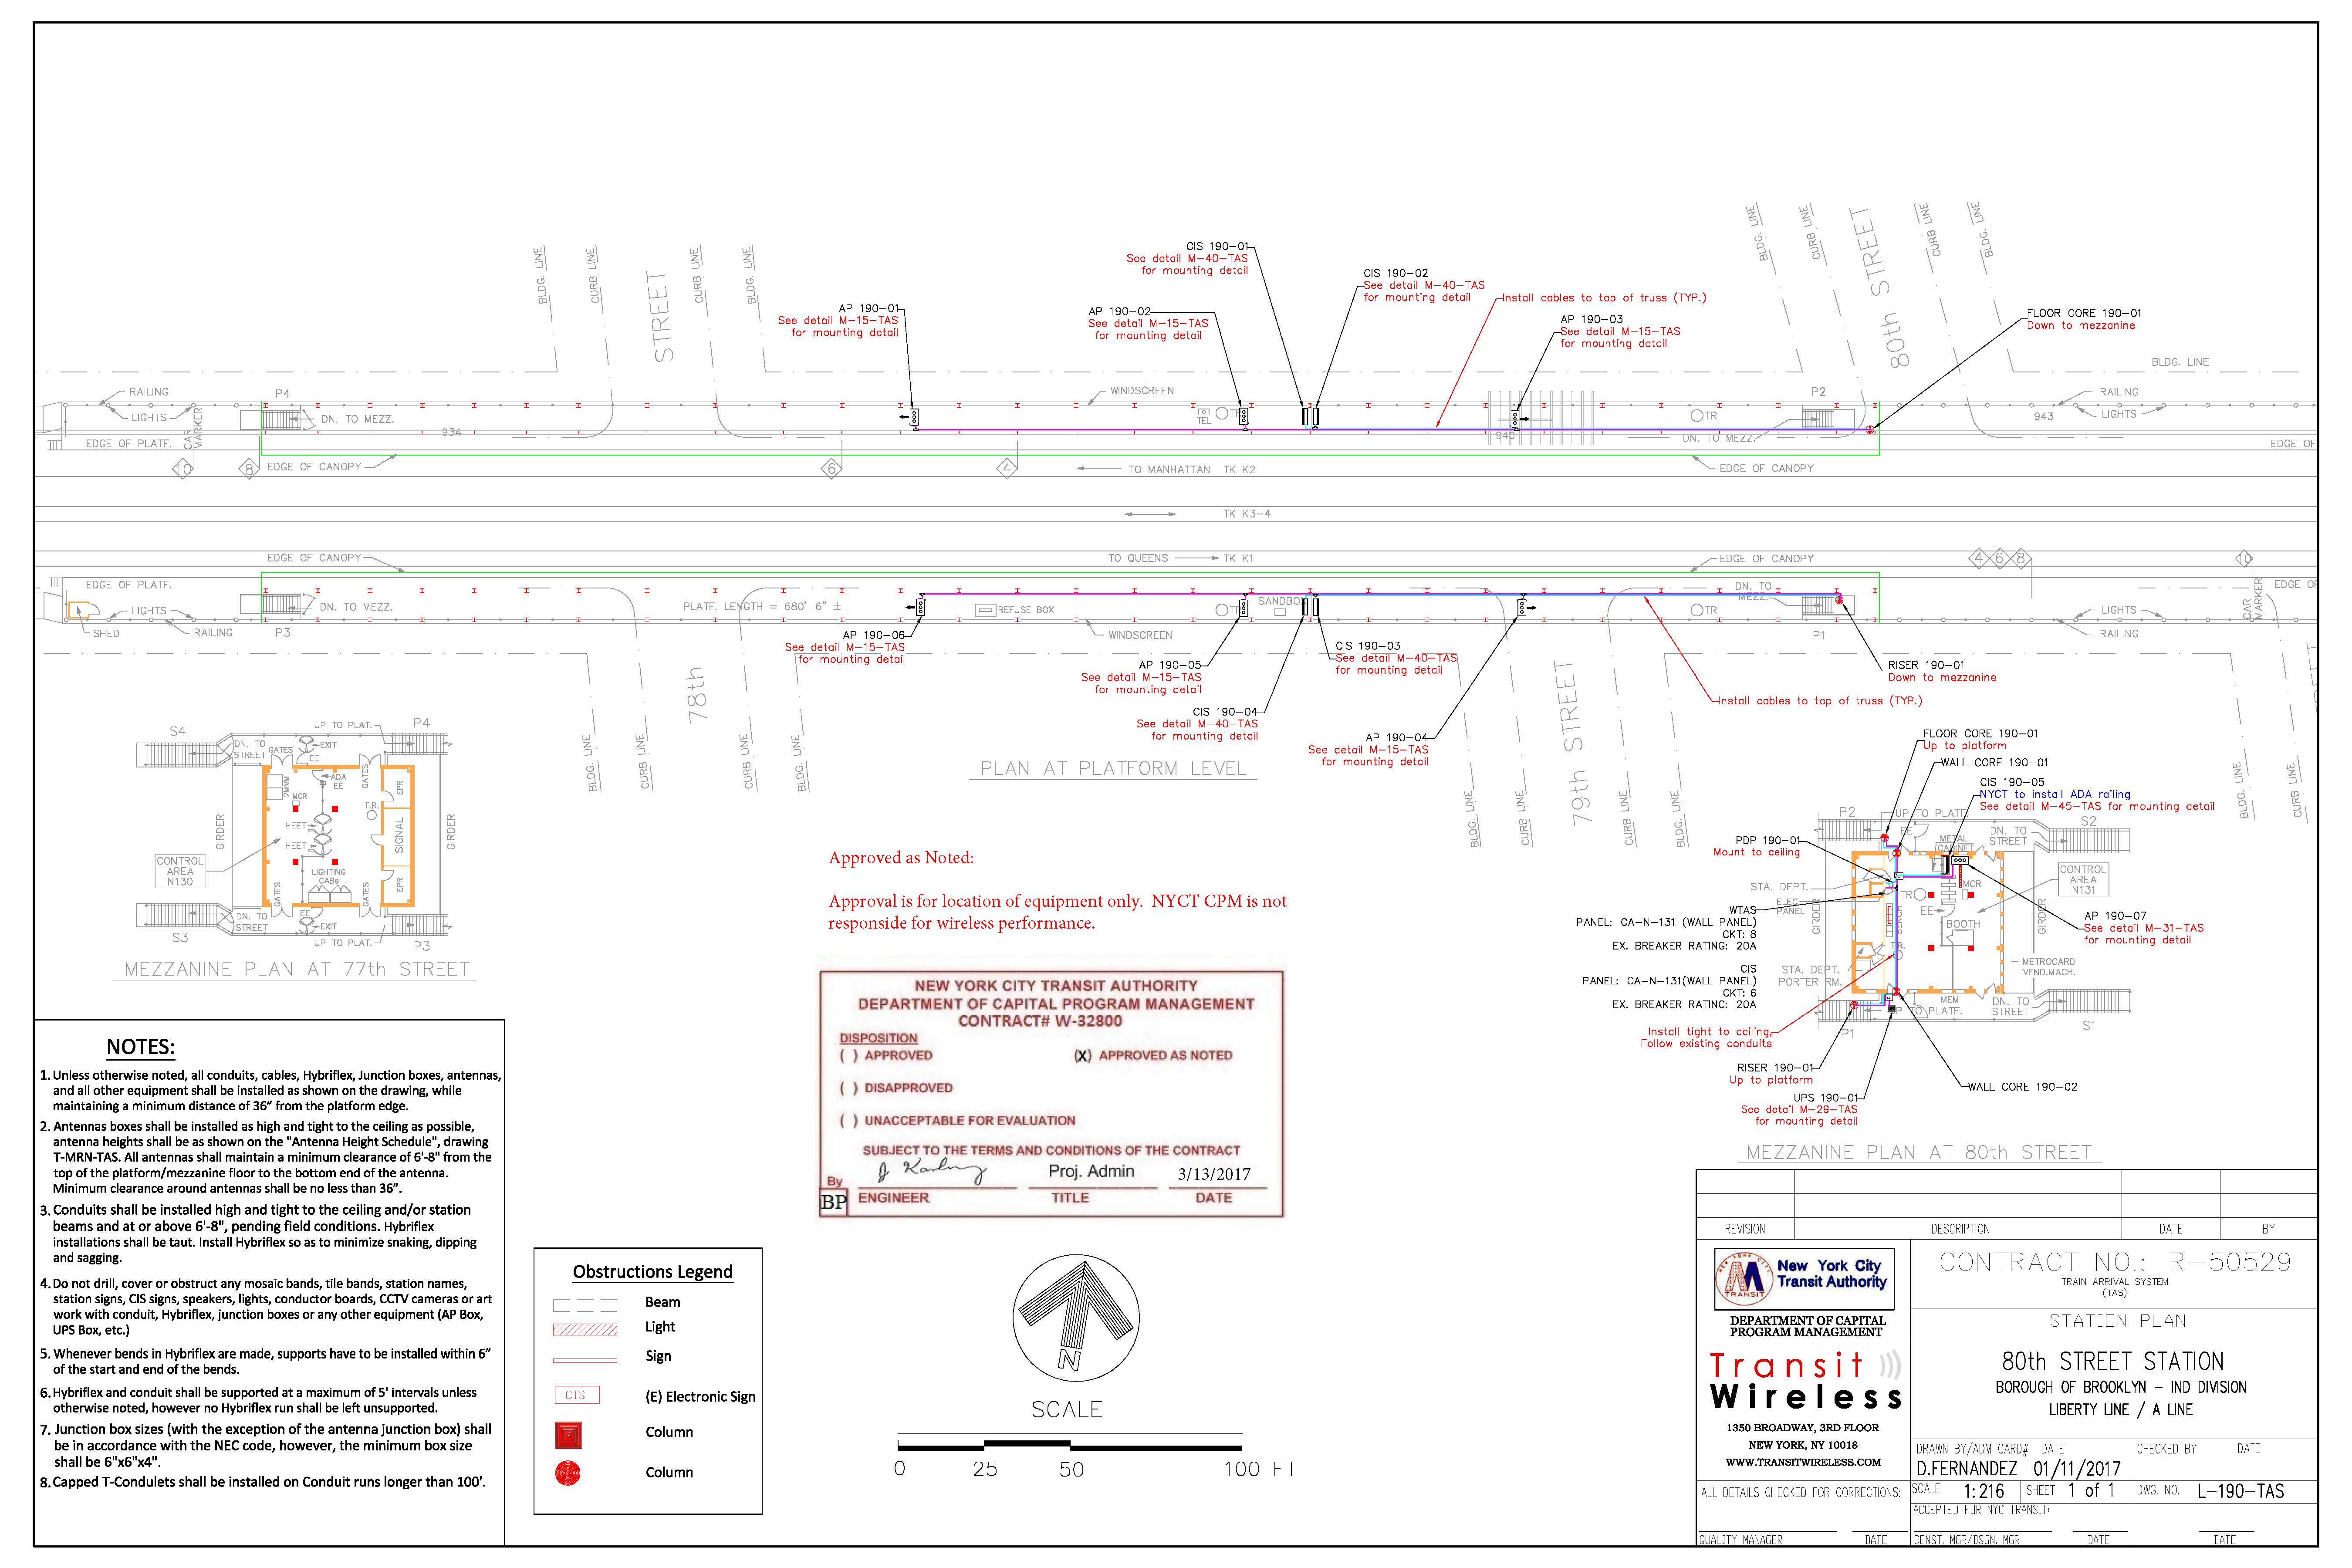 BLDG. LINE
CURB LINE
STREET
CURB LINE
BLDG. LINE
BLDG. LINE
CURB LINE
80th STREET
CURB LINE
BLDG. LINE
CIS 190-01
See detail M-40-TAS
for mounting detail
CIS 190-02
See detail M-40-TAS
for mounting detail
Install cables to top of truss (TYP.)
AP 190-01
See detail M-15-TAS
for mounting detail
AP 190-02
See detail M-15-TAS
for mounting detail
AP 190-03
See detail M-15-TAS
for mounting detail
FLOOR CORE 190-01
Down to mezzanine
BLDG. LINE
RAILING
P4
WINDSCREEN
P2
RAILING
LIGHTS
CAR
MARKER
DN. TO MEZZ.
TEL
TR
943
LIGHTS
EDGE OF PLATF.
934
DN. TO MEZZ.
EDGE OF
10
8
EDGE OF CANOPY
6
4
TO MANHATTAN TK K2
EDGE OF CANOPY
TK K3-4
EDGE OF CANOPY
TO QUEENS
TK K1
EDGE OF CANOPY
4
6
8
10
EDGE OF PLATF.
DN. TO
MEZZ.
EDGE OF
LIGHTS
DN. TO MEZZ.
PLATF. LENGTH = 680'-6" ±
REFUSE BOX
SANDBO
TR
LIGHTS
CAR
MARKER
SHED
RAILING
P3
WINDSCREEN
P1
RAILING
AP 190-06
See detail M-15-TAS
for mounting detail
AP 190-05
See detail M-15-TAS
for mounting detail
CIS 190-03
See detail M-40-TAS
for mounting detail
RISER 190-01
Down to mezzanine
CIS 190-04
See detail M-40-TAS
for mounting detail
AP 190-04
See detail M-15-TAS
for mounting detail
Install cables to top of truss (TYP.)
BLDG. LINE
CURB LINE
78th
CURB LINE
BLDG. LINE
BLDG. LINE
CURB LINE
79th STREET
CURB LINE
BLDG. LINE
BLDG. LINE
CURB LINE
PLAN AT PLATFORM LEVEL
S4
UP TO PLAT.
P4
DN. TO
STREET
GATES
EXIT
EE
GATES
ADA
EE
2MVM
MCR
EPR
T.R.
HEET
HEET
SIGNAL
GIRDER
GIRDER
CONTROL
AREA
N130
LIGHTING
CABs
GATES
GATES
EPR
DN. TO
STREET
EE
EXIT
S3
UP TO PLAT.
P3
MEZZANINE PLAN AT 77th STREET
FLOOR CORE 190-01
Up to platform
WALL CORE 190-01
CIS 190-05
NYCT to install ADA railing
See detail M-45-TAS for mounting detail
P2
UP TO PLATF
S2
EE
METAL
CABINET
DN. TO
STREET
PDP 190-01
Mount to ceiling
STA. DEPT.
ELEC.
PANEL
MCR
TR
CONTROL
AREA
N131
WTAS
PANEL: CA-N-131 (WALL PANEL)
CKT: 8
EX. BREAKER RATING: 20A
GIRDER
BENCH
EE
BOOTH
GIRDER
AP 190-07
See detail M-31-TAS
for mounting detail
T.R.
CIS
PANEL: CA-N-131(WALL PANEL)
CKT: 6
EX. BREAKER RATING: 20A
STA. DEPT.
PORTER RM.
METROCARD
VEND.MACH.
MEM
DN. TO
STREET
P TO PLATF.
S1
P1
Install tight to ceiling,
Follow existing conduits
RISER 190-01
Up to platform
WALL CORE 190-02
UPS 190-01
See detail M-29-TAS
for mounting detail
MEZZANINE PLAN AT 80th STREET
Approved as Noted:
Approval is for location of equipment only. NYCT CPM is not
responside for wireless performance.
NEW YORK CITY TRANSIT AUTHORITY
DEPARTMENT OF CAPITAL PROGRAM MANAGEMENT
CONTRACT# W-32800
DISPOSITION
( ) APPROVED
(X) APPROVED AS NOTED
( ) DISAPPROVED
( ) UNACCEPTABLE FOR EVALUATION
SUBJECT TO THE TERMS AND CONDITIONS OF THE CONTRACT
By
Proj. Admin
3/13/2017
BP
ENGINEER
TITLE
DATE
NOTES:
1. Unless otherwise noted, all conduits, cables, Hybriflex, Junction boxes, antennas,
and all other equipment shall be installed as shown on the drawing, while
maintaining a minimum distance of 36” from the platform edge.
2. Antennas boxes shall be installed as high and tight to the ceiling as possible,
antenna heights shall be as shown on the "Antenna Height Schedule", drawing
T-MRN-TAS. All antennas shall maintain a minimum clearance of 6'-8" from the
top of the platform/mezzanine floor to the bottom end of the antenna.
Minimum clearance around antennas shall be no less than 36”.
3. Conduits shall be installed high and tight to the ceiling and/or station
beams and at or above 6'-8", pending field conditions. Hybriflex
installations shall be taut. Install Hybriflex so as to minimize snaking, dipping
and sagging.
4. Do not drill, cover or obstruct any mosaic bands, tile bands, station names,
station signs, CIS signs, speakers, lights, conductor boards, CCTV cameras or art
work with conduit, Hybriflex, junction boxes or any other equipment (AP Box,
UPS Box, etc.)
5. Whenever bends in Hybriflex are made, supports have to be installed within 6”
of the start and end of the bends.
6. Hybriflex and conduit shall be supported at a maximum of 5' intervals unless
otherwise noted, however no Hybriflex run shall be left unsupported.
7. Junction box sizes (with the exception of the antenna junction box) shall
be in accordance with the NEC code, however, the minimum box size
shall be 6"x6"x4".
8. Capped T-Condulets shall be installed on Conduit runs longer than 100'.
Obstructions Legend
Beam
Light
Sign
CIS
(E) Electronic Sign
Column
Column
N
SCALE
0 25 50 100 FT
REVISION
DESCRIPTION
DATE
BY
New York City
Transit Authority
TRANSIT
DEPARTMENT OF CAPITAL
PROGRAM MANAGEMENT
CONTRACT NO.: R-50529
TRAIN ARRIVAL SYSTEM
(TAS)
STATION PLAN
Transit
Wireless
1350 BROADWAY, 3RD FLOOR
NEW YORK, NY 10018
WWW.TRANSITWIRELESS.COM
80th STREET STATION
BOROUGH OF BROOKLYN - IND DIVISION
LIBERTY LINE / A LINE
DRAWN BY/ADM CARD# DATE
D.FERNANDEZ 01/11/2017
CHECKED BY DATE
ALL DETAILS CHECKED FOR CORRECTIONS:
SCALE 1:216
SHEET 1 of 1
DWG. NO. L-190-TAS
ACCEPTED FOR NYC TRANSIT:
QUALITY MANAGER
DATE
CONST. MGR/DSGN. MGR
DATE
DATE